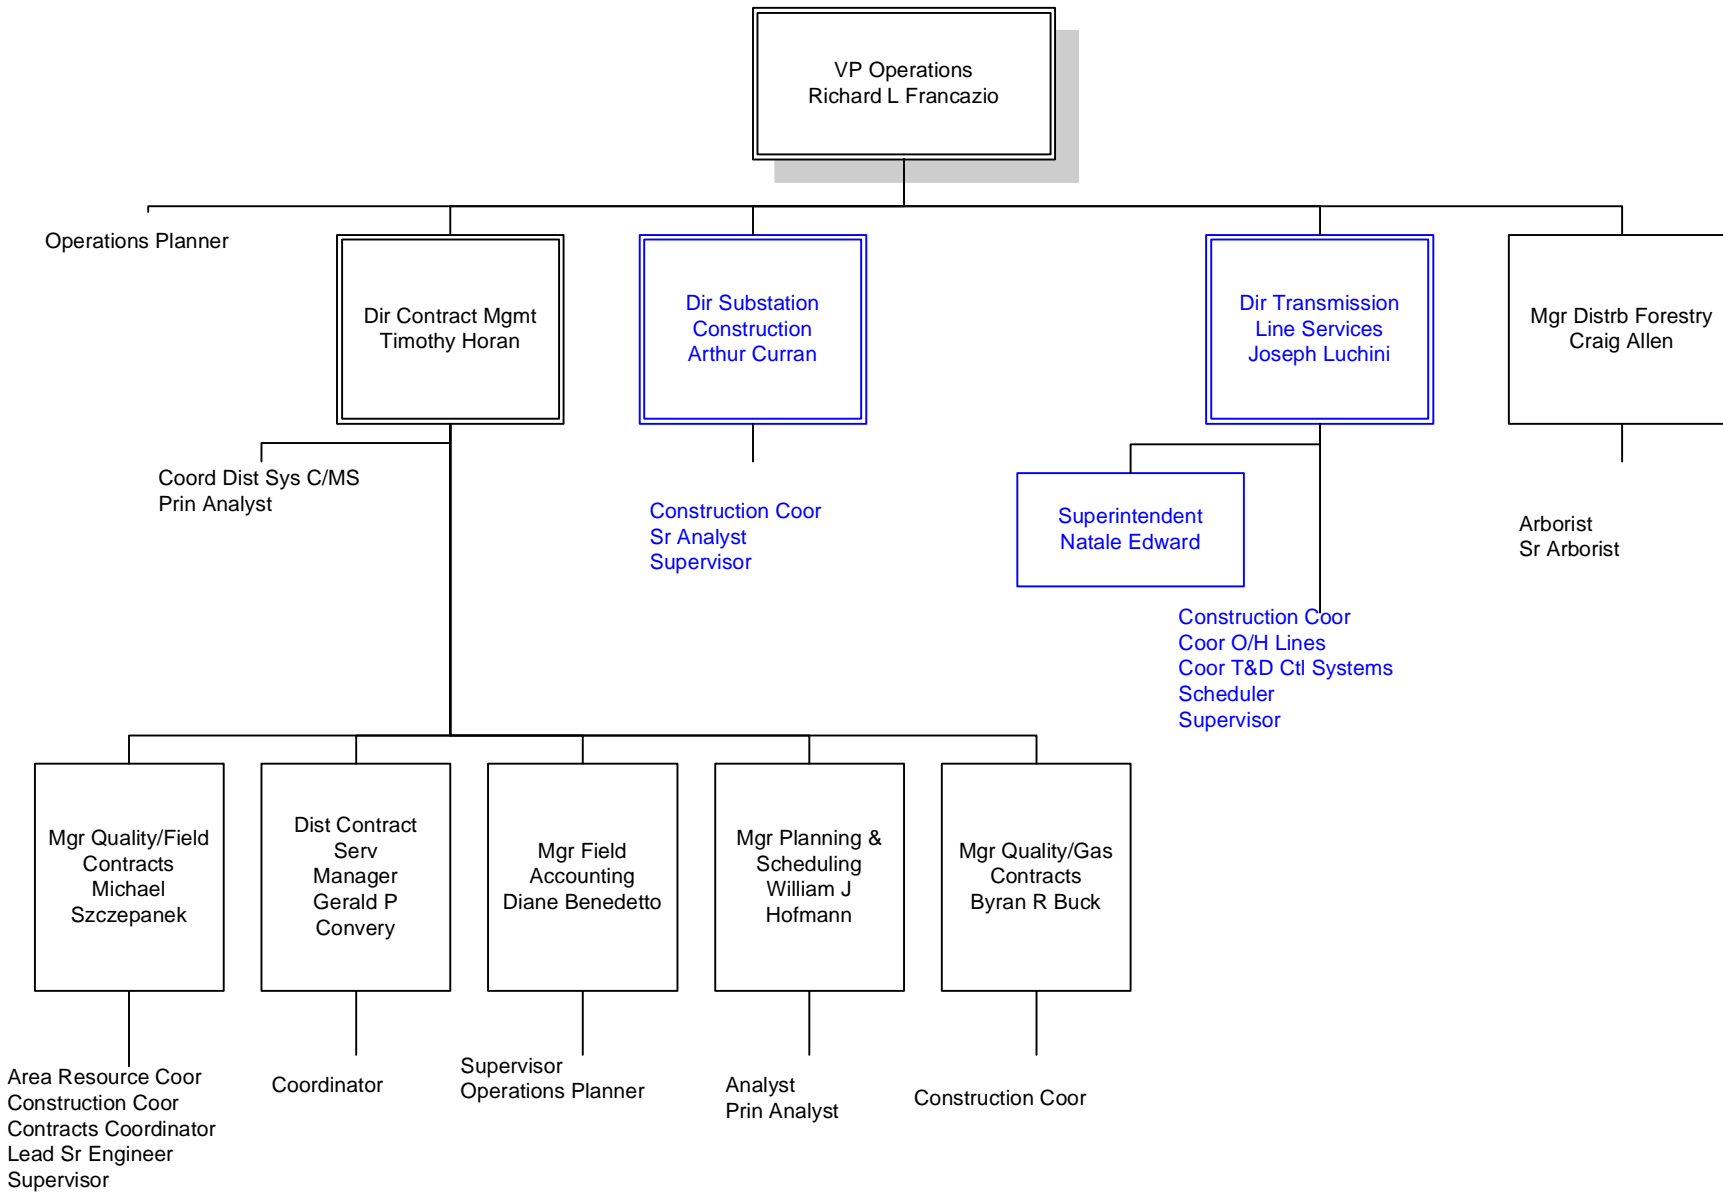 VP Operations
Richard L Francazio
Operations Planner
Dir Contract Mgmt
Timothy Horan
Dir Substation
Construction
Arthur Curran
Dir Transmission
Line Services
Joseph Luchini
Mgr Distrb Forestry
Craig Allen
Coord Dist Sys C/MS
Prin Analyst
Construction Coor
Sr Analyst
Supervisor
Superintendent
Natale Edward
Construction Coor
Coor O/H Lines
Coor T&D Ctl Systems
Scheduler
Supervisor
Arborist
Sr Arborist
Mgr Quality/Field
Contracts
Michael
Szczepanek
Dist Contract
Serv
Manager
Gerald P
Convery
Mgr Field
Accounting
Diane Benedetto
Mgr Planning &
Scheduling
William J
Hofmann
Mgr Quality/Gas
Contracts
Byran R Buck
Area Resource Coor
Construction Coor
Contracts Coordinator
Lead Sr Engineer
Supervisor
Coordinator
Supervisor
Operations Planner
Analyst
Prin Analyst
Construction Coor